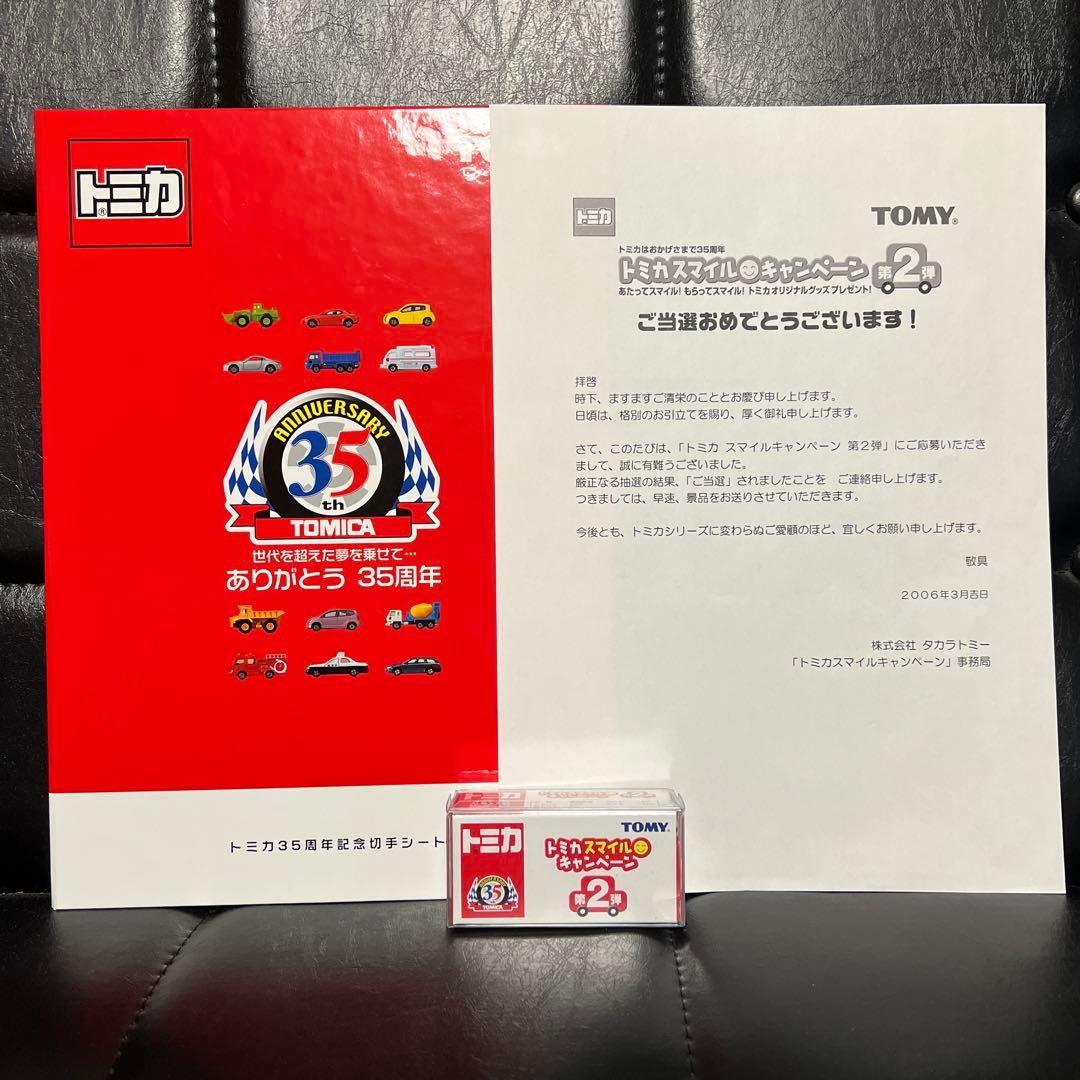 トミカ
ANNIVERSARY
35
th
TOMICA
世代を超えた夢を乗せて…
ありがとう 35周年
トミカ35周年記念切手シート
トミカ
TOMY®
トミカはおかげさまで35周年
トミカスマイルキャンペーン 第2弾
あたってスマイル！もらってスマイル！トミカオリジナルグッズプレゼント！
ご当選おめでとうございます！
拝啓
時下、ますますご清栄のこととお慶び申し上げます。
日頃は、格別のお引立てを賜り、厚く御礼申し上げます。
さて、このたびは、「トミカ スマイルキャンペーン 第２弾」にご応募いただき
まして、誠に有難うございました。
厳正なる抽選の結果、「ご当選」されましたことを　ご連絡申し上げます。
つきましては、早速、景品をお送りさせていただきます。
今後とも、トミカシリーズに変わらぬご愛顧のほど、宜しくお願い申し上げます。
敬具
２００６年３月吉日
株式会社 タカラトミー
「トミカスマイルキャンペーン」事務局
トミカ
TOMY®
トミカスマイル
キャンペーン
第2弾
ANNIVERSARY
35
TOMICA